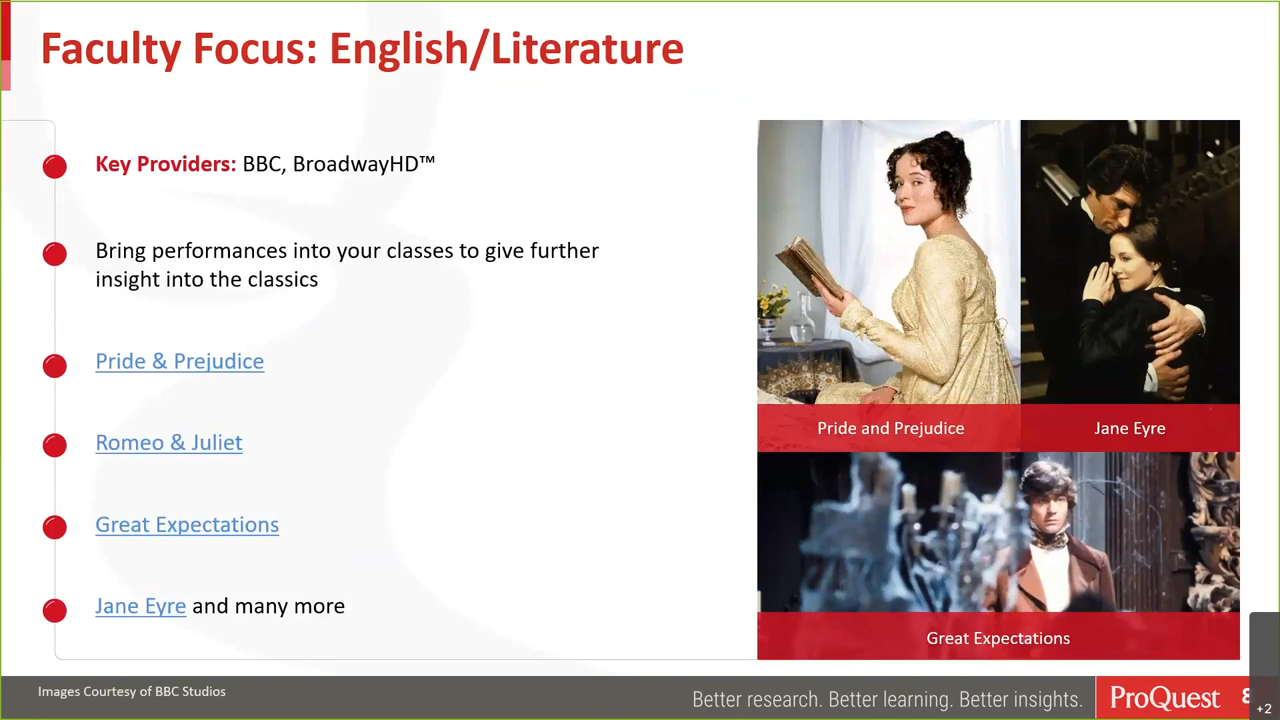 Faculty Focus: English/Literature
Key Providers: BBC, BroadwayHD™
Bring performances into your classes to give further
insight into the classics
Pride & Prejudice
Romeo & Juliet
Great Expectations
Jane Eyre and many more
Pride and Prejudice
Jane Eyre
Great Expectations
Images Courtesy of BBC Studios
Better research. Better learning. Better insights.
ProQuest
+2